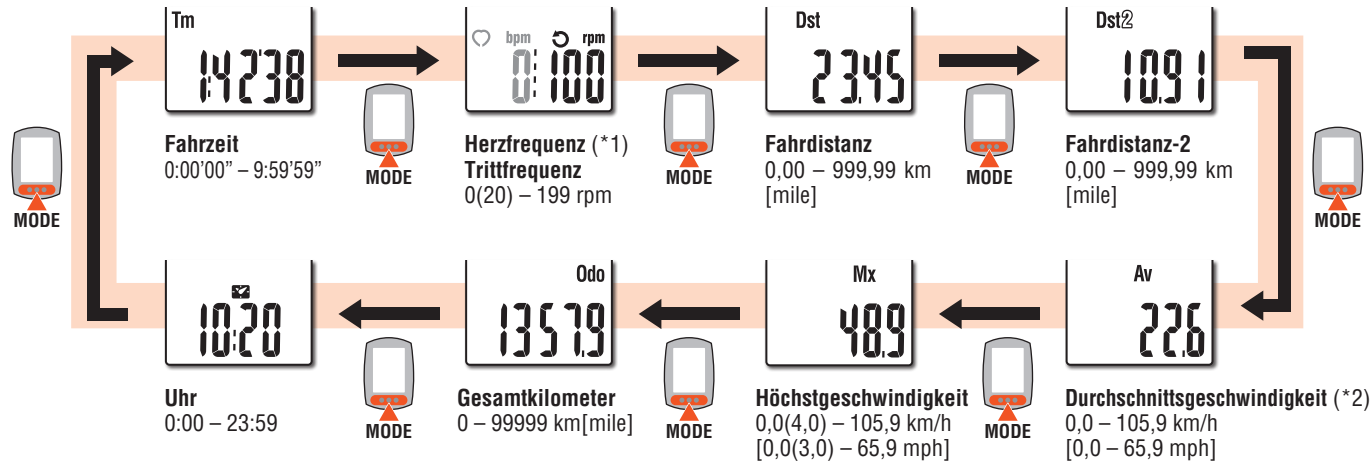 Tm
1:42'38
Fahrzeit
0:00’00” – 9:59’59”
MODE
bpm rpm
0 100
Herzfrequenz (*1)
Trittfrequenz
0(20) – 199 rpm
MODE
Dst
23.45
Fahrdistanz
0,00 – 999,99 km
[mile]
MODE
Dst2
10.91
Fahrdistanz-2
0,00 – 999,99 km
[mile]
MODE
Av
22.6
Durchschnittsgeschwindigkeit (*2)
0,0 – 105,9 km/h
[0,0 – 65,9 mph]
MODE
Mx
48.9
Höchstgeschwindigkeit
0,0(4,0) – 105,9 km/h
[0,0(3,0) – 65,9 mph]
MODE
Odo
1357.9
Gesamtkilometer
0 – 99999 km[mile]
MODE
10:20
Uhr
0:00 – 23:59
MODE